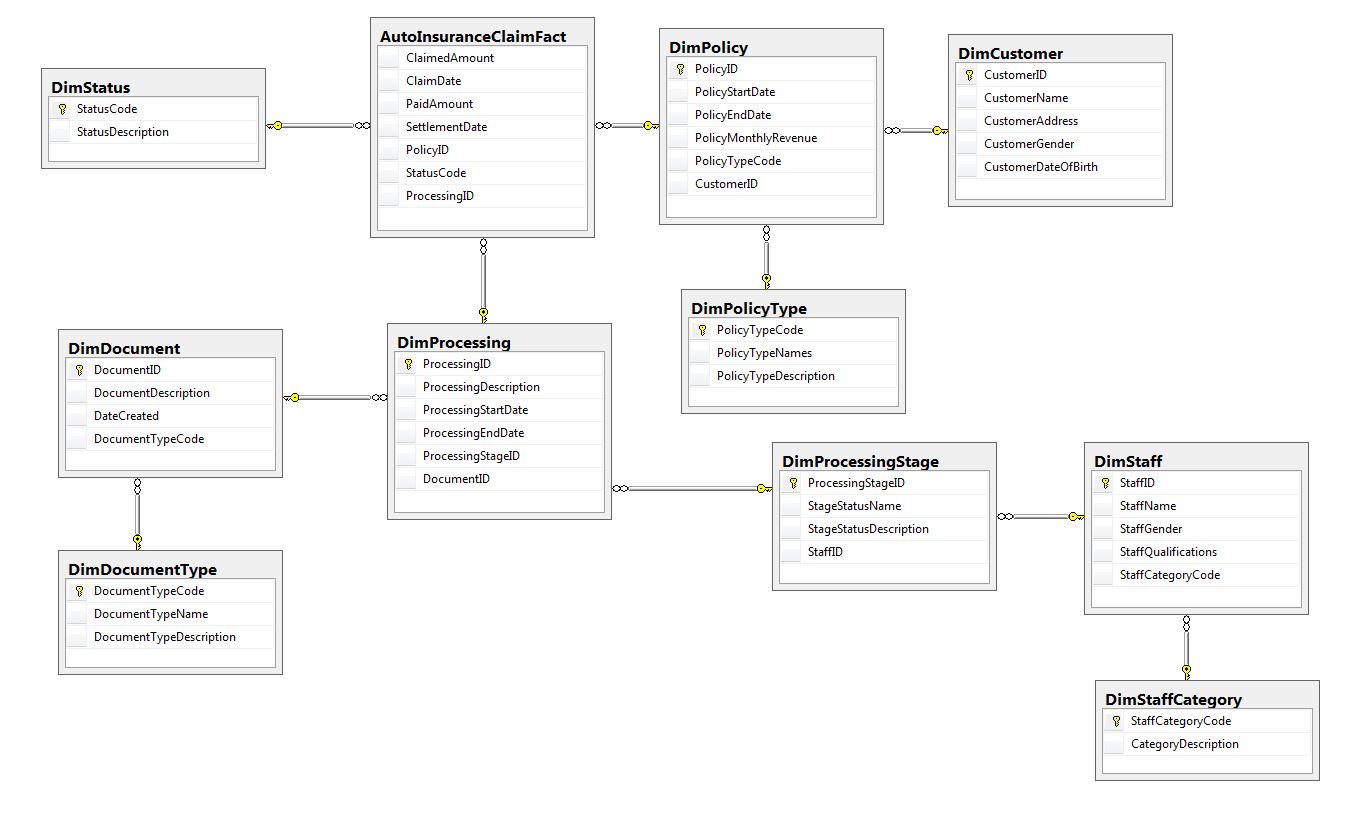 AutoInsuranceClaimFact
ClaimedAmount
ClaimDate
PaidAmount
SettlementDate
PolicyID
StatusCode
ProcessingID
DimPolicy
PolicyID
PolicyStartDate
PolicyEndDate
PolicyMonthlyRevenue
PolicyTypeCode
CustomerID
DimCustomer
CustomerID
CustomerName
CustomerAddress
CustomerGender
CustomerDateOfBirth
DimStatus
StatusCode
StatusDescription
DimPolicyType
PolicyTypeCode
PolicyTypeNames
PolicyTypeDescription
DimDocument
DocumentID
DocumentDescription
DateCreated
DocumentTypeCode
DimProcessing
ProcessingID
ProcessingDescription
ProcessingStartDate
ProcessingEndDate
ProcessingStageID
DocumentID
DimProcessingStage
ProcessingStageID
StageStatusName
StageStatusDescription
StaffID
DimStaff
StaffID
StaffName
StaffGender
StaffQualifications
StaffCategoryCode
DimDocumentType
DocumentTypeCode
DocumentTypeName
DocumentTypeDescription
DimStaffCategory
StaffCategoryCode
CategoryDescription